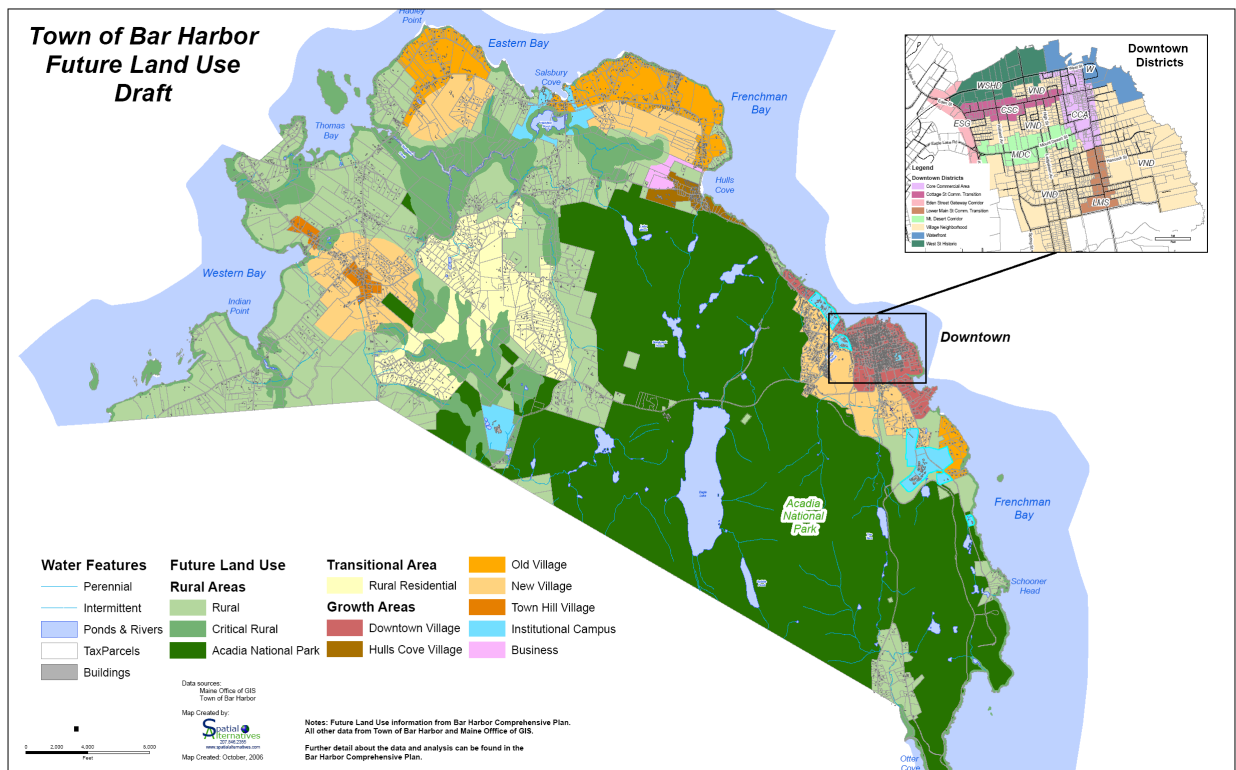 Town of Bar Harbor
Future Land Use
Draft
Hadley
Point
Eastern Bay
Salsbury
Cove
Frenchman
Bay
Thomas
Bay
Hulls
Cove
Western Bay
Indian
Point
Downtown
Acadia
National
Park
Frenchman
Bay
Schooner
Head
Otter
Cove
Downtown
Districts
WSHD
VND
W
CSC
CCA
ESG
VND
MDC
VND
VND
LMS
Legend
Downtown Districts
Core Commercial Area
Cottage St Comm. Transition
Eden Street Gateway Corridor
Lower Main St Comm. Transition
Mt. Desert Corridor
Village Neighborhood
Waterfront
West St Historic
Water Features
Perennial
Intermittent
Ponds & Rivers
TaxParcels
Buildings
Future Land Use
Rural Areas
Rural
Critical Rural
Acadia National Park
Transitional Area
Rural Residential
Growth Areas
Downtown Village
Hulls Cove Village
Old Village
New Village
Town Hill Village
Institutional Campus
Business
Data sources:
Maine Office of GIS
Town of Bar Harbor
Map Created by:
Spatial
Alternatives
www.spatialalternatives.com
Map Created: October, 2006
0 2,000 4,000 8,000
Feet
Notes: Future Land Use information from Bar Harbor Comprehensive Plan.
All other data from Town of Bar Harbor and Maine Office of GIS.
Further detail about the data and analysis can be found in the
Bar Harbor Comprehensive Plan.